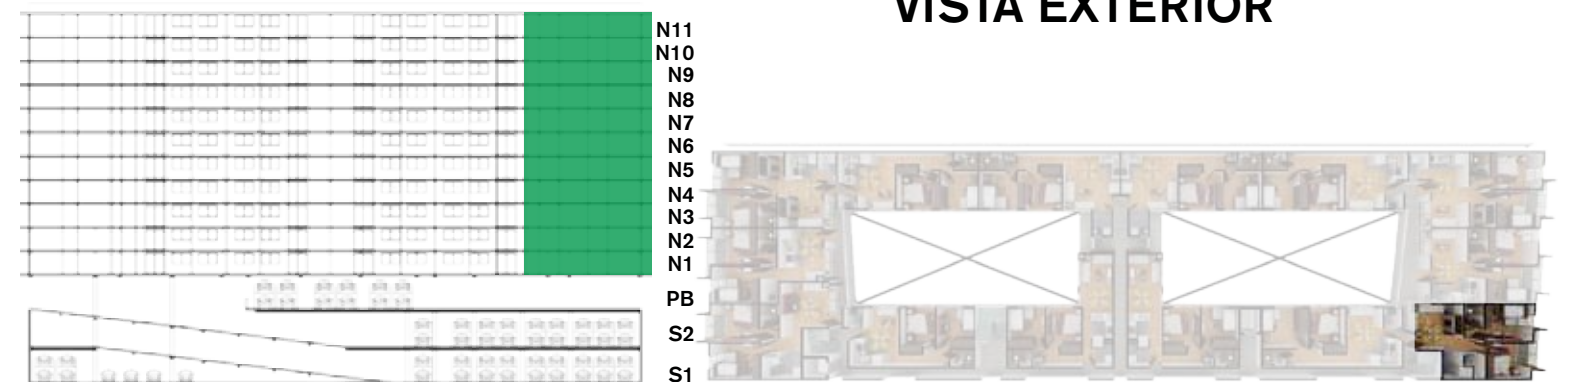 VISTA EXTERIOR
N11
N10
N9
N8
N7
N6
N5
N4
N3
N2
N1
PB
S2
S1